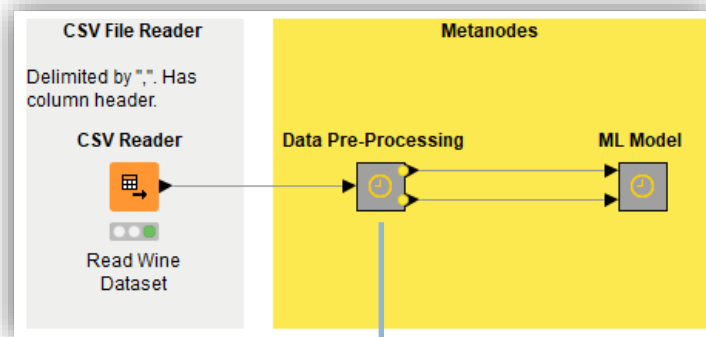 CSV File Reader
Delimited by ",". Has
column header.
CSV Reader
Read Wine
Dataset
Metanodes
Data Pre-Processing
ML Model